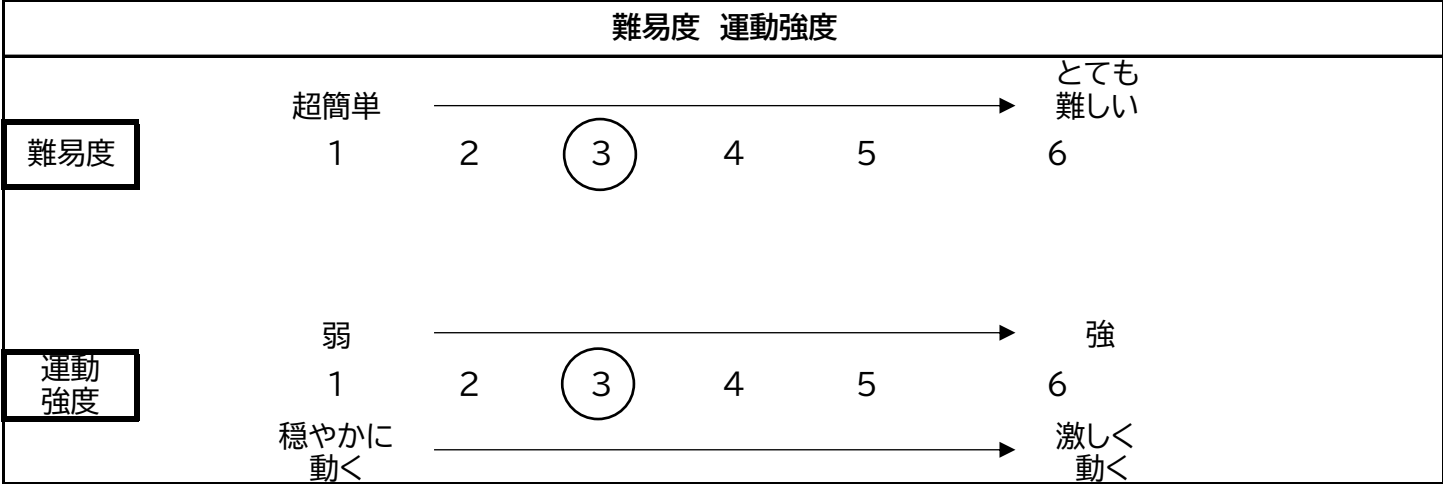 難易度 運動強度
とても
超簡単 難しい
難易度 1 2 3 4 5 6
弱 強
運動
強度 1 2 3 4 5 6
穏やかに 激しく
動く 動く